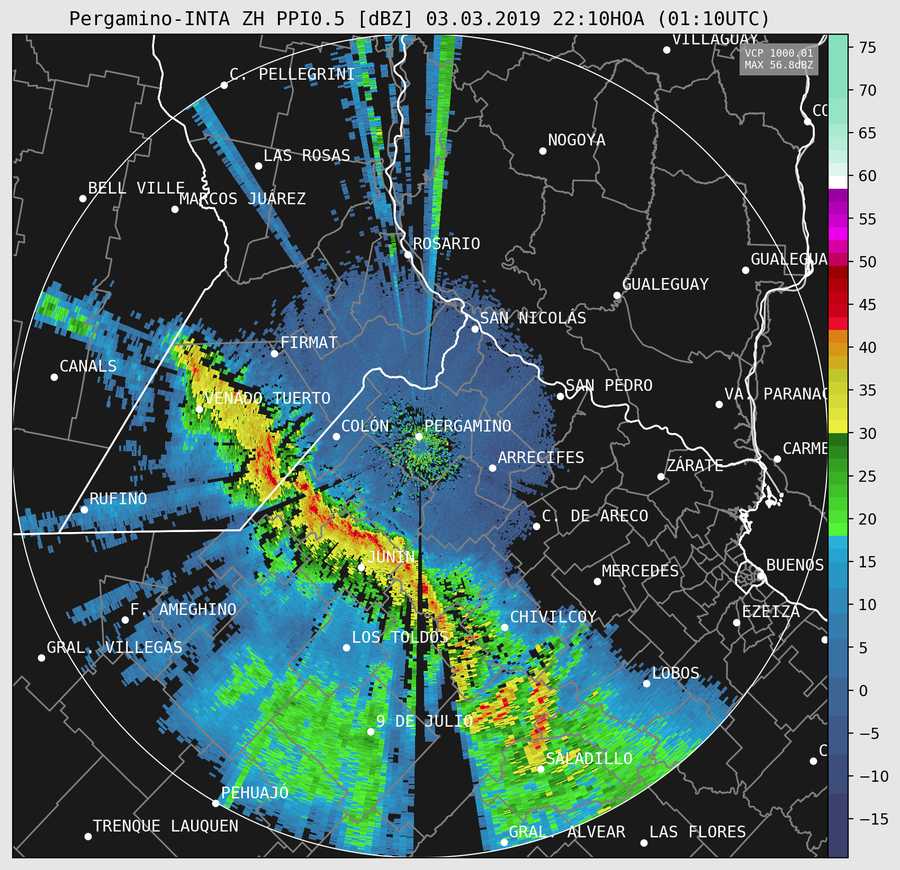 Pergamino-INTA ZH PPI0.5 [dBZ] 03.03.2019 22:10HOA (01:10UTC)
VILLAGUAY
VCP 1000.01
MAX 56.8dBZ
75
C. PELLEGRINI
70
CO
65
NOGOYA
LAS ROSAS
60
BELL VILLE
MARCOS JUÁREZ
55
ROSARIO
GUALEGUA
50
GUALEGUAY
45
SAN NICOLÁS
FIRMAT
40
CANALS
SAN PEDRO
35
VENADO TUERTO
VA. PARANAC
COLÓN
PERGAMINO
30
CARME
ARRECIFES
ZÁRATE
25
RUFINO
C. DE ARECO
20
JUNÍN
MERCEDES
BUENOS
15
F. AMEGHINO
CHIVILCOY
EZEIZA
10
LOS TOLDOS
GRAL. VILLEGAS
5
LOBOS
0
9 DE JULIO
−5
SALADILLO
C
−10
PEHUAJÓ
−15
TRENQUE LAUQUEN
GRAL. ALVEAR
LAS FLORES